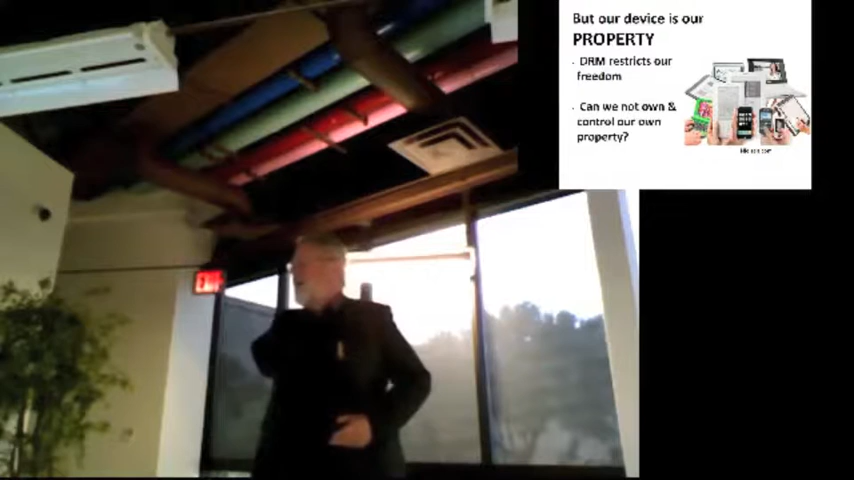 But our device is our
PROPERTY
· DRM restricts our
freedom
· Can we not own &
control our own
property?
EXIT